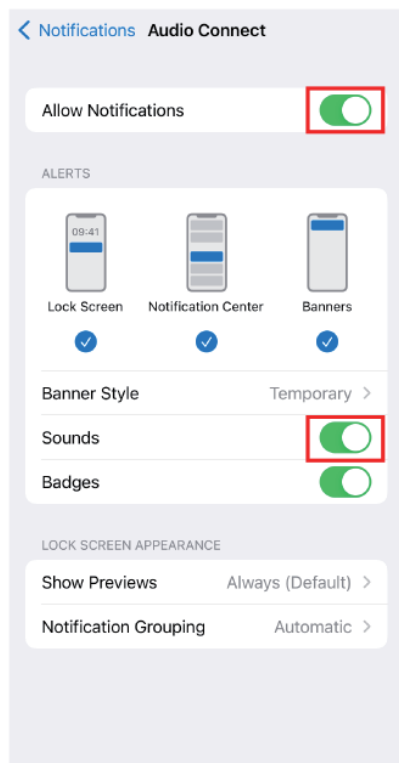 Notifications Audio Connect
Allow Notifications
ALERTS
09:41
Lock Screen Notification Center Banners
Banner Style Temporary
Sounds
Badges
LOCK SCREEN APPEARANCE
Show Previews Always (Default)
Notification Grouping Automatic